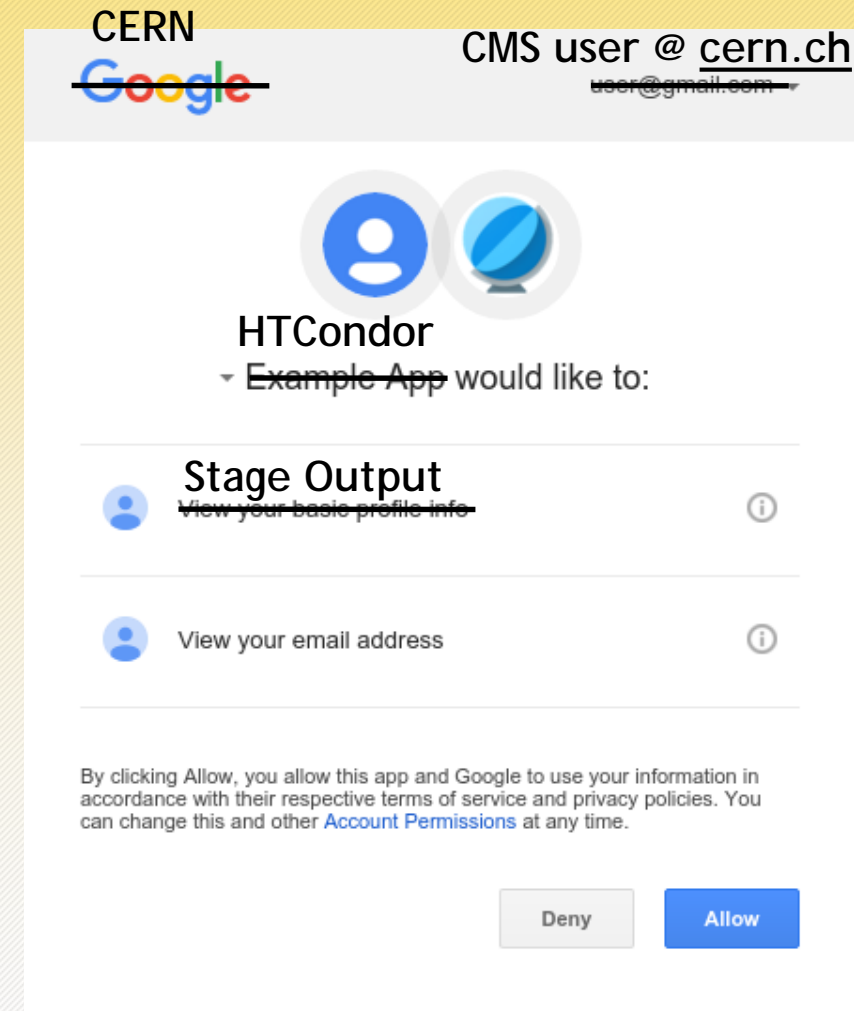 CERN
CMS user @ cern.ch
Google
user@gmail.com
HTCondor
Example App would like to:
Stage Output
View your basic profile info
View your email address
By clicking Allow, you allow this app and Google to use your information in
accordance with their respective terms of service and privacy policies. You
can change this and other Account Permissions at any time.
Deny Allow